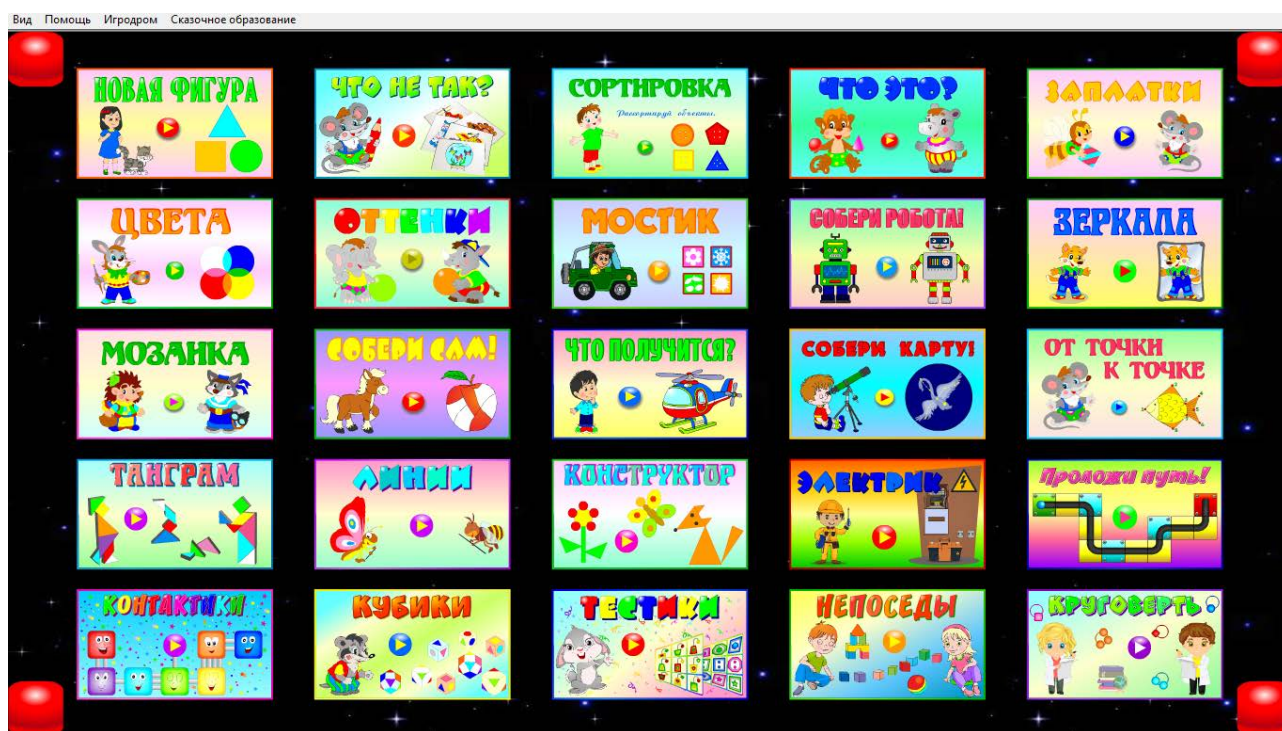 Вид Помощь Игродром Сказочное образование
НОВАЯ ФИГУРА
ЧТО НЕ ТАК?
СОРТИРОВКА
Рассортируй объекты.
ЧТО ЭТО?
ЗАПЛАТКИ
ЦВЕТА
ОТТЕНКИ
МОСТИК
СОБЕРИ РОБОТА!
ЗЕРКАЛА
МОЗАИКА
СОБЕРИ САМ!
ЧТО ПОЛУЧИТСЯ?
СОБЕРИ КАРТУ!
ОТ ТОЧКИ
К ТОЧКЕ
ТАНГРАМ
ЛИНИИ
КОНСТРУКТОР
ЭЛЕКТРИК
Проложи путь!
КОНТАКТИКИ
КУБИКИ
ТЕСТИКИ
НЕПОСЕДЫ
КРУГОВЕРТЬ